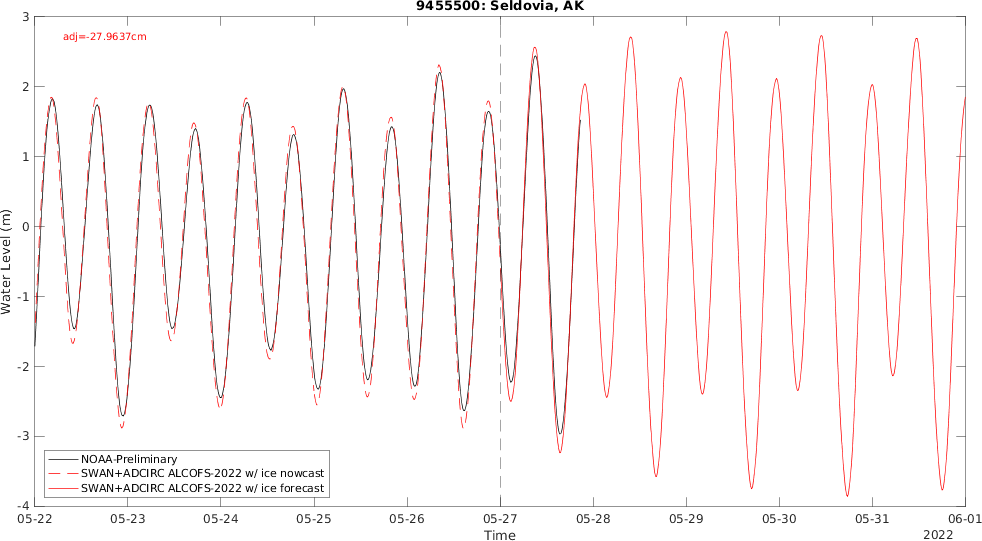 9455500: Seldovia, AK
adj=-27.9637cm
3
2
1
0
-1
-2
-3
-4
Water Level (m)
NOAA-Preliminary
SWAN+ADCIRC ALCOFS-2022 w/ ice nowcast
SWAN+ADCIRC ALCOFS-2022 w/ ice forecast
05-22 05-23 05-24 05-25 05-26 05-27 05-28 05-29 05-30 05-31 06-01
Time
2022